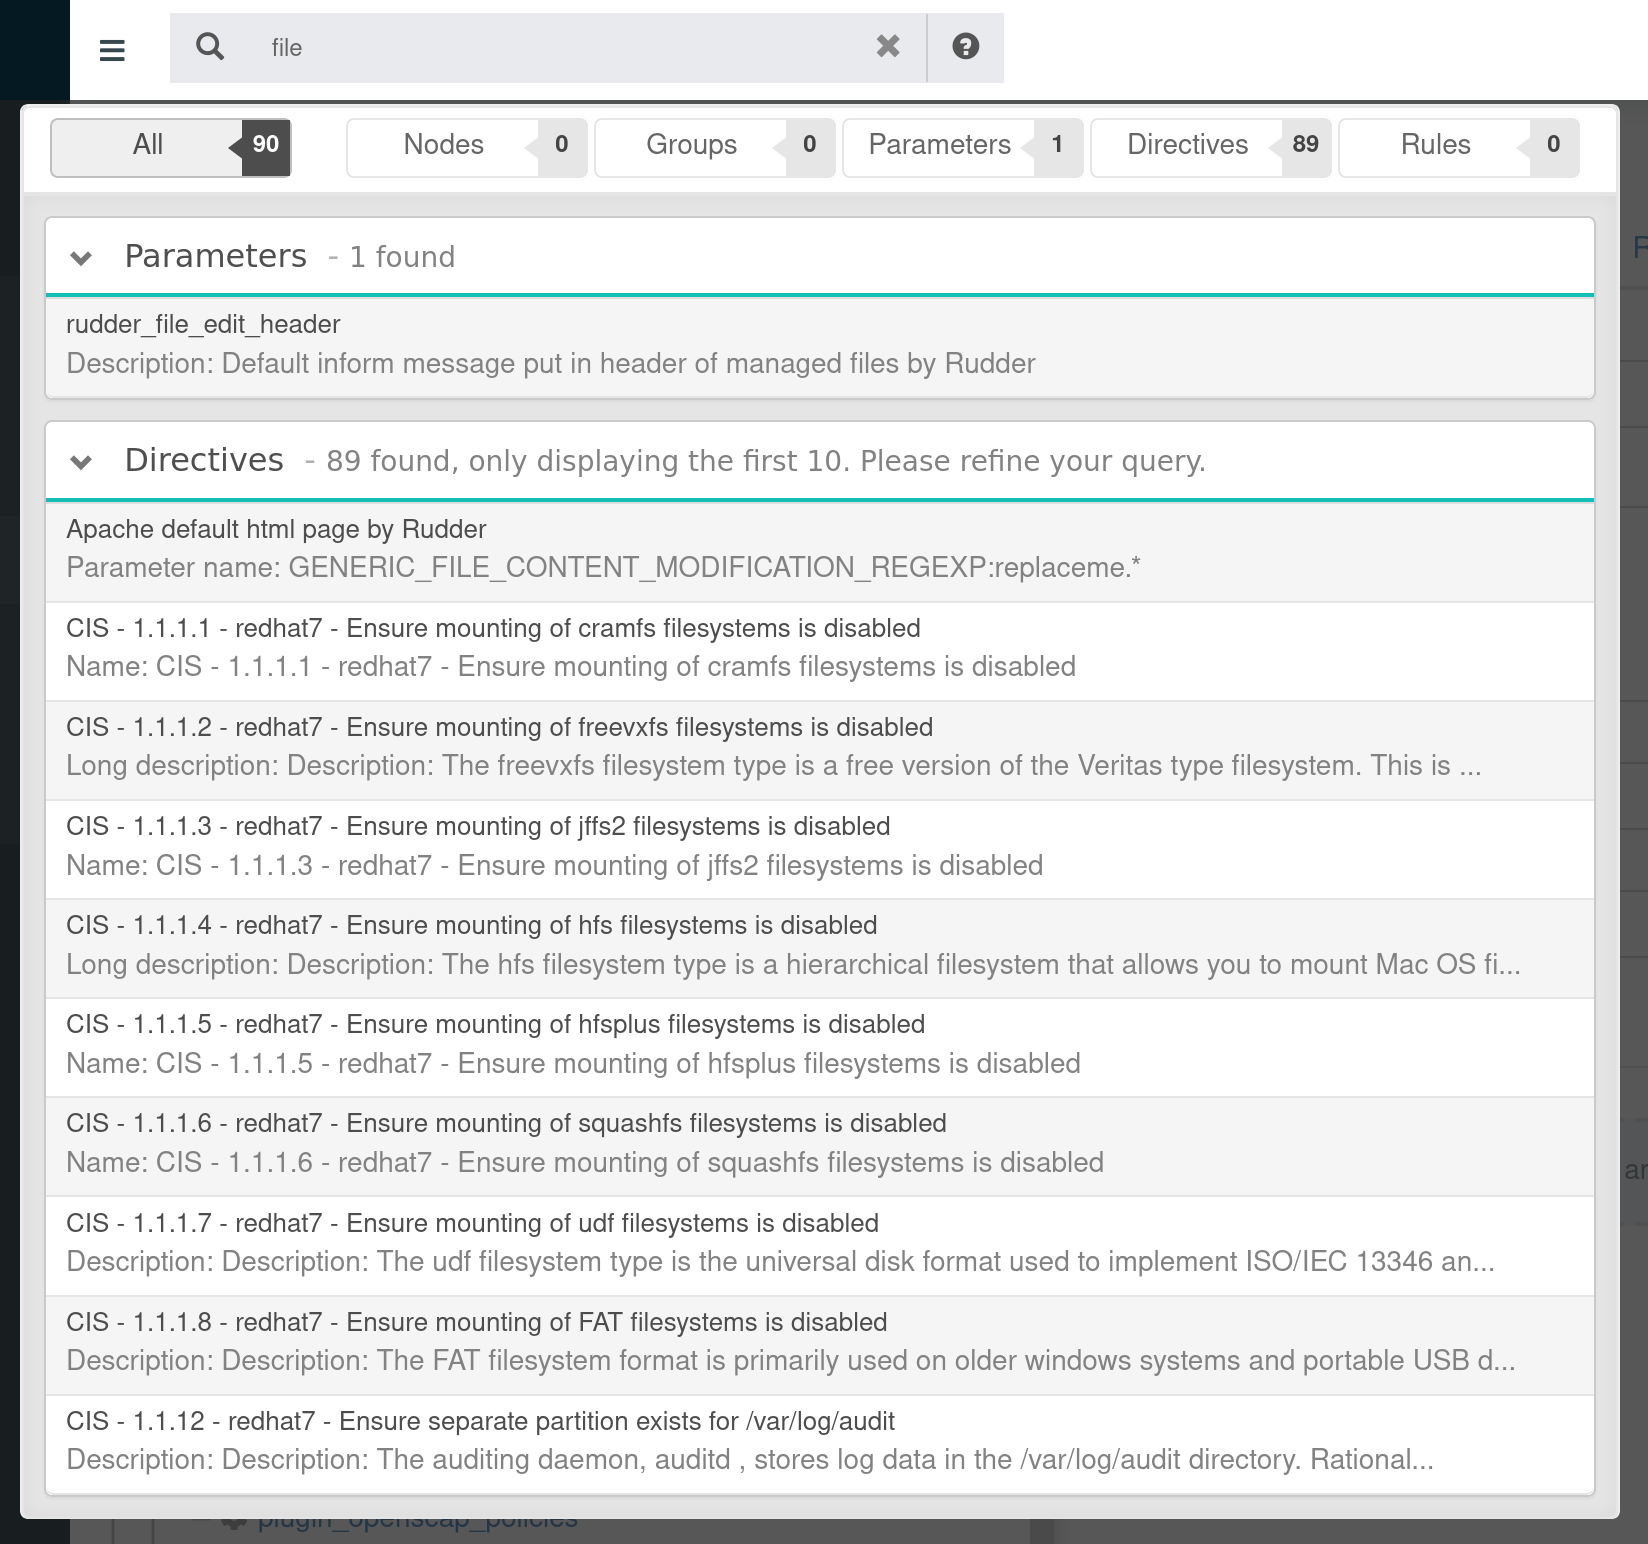 file
All 90 Nodes 0 Groups 0 Parameters 1 Directives 89 Rules 0
Parameters - 1 found
rudder_file_edit_header
Description: Default inform message put in header of managed files by Rudder
Directives - 89 found, only displaying the first 10. Please refine your query.
Apache default html page by Rudder
Parameter name: GENERIC_FILE_CONTENT_MODIFICATION_REGEXP:replaceme.*
CIS - 1.1.1.1 - redhat7 - Ensure mounting of cramfs filesystems is disabled
Name: CIS - 1.1.1.1 - redhat7 - Ensure mounting of cramfs filesystems is disabled
CIS - 1.1.1.2 - redhat7 - Ensure mounting of freevxfs filesystems is disabled
Long description: Description: The freevxfs filesystem type is a free version of the Veritas type filesystem. This is ...
CIS - 1.1.1.3 - redhat7 - Ensure mounting of jffs2 filesystems is disabled
Name: CIS - 1.1.1.3 - redhat7 - Ensure mounting of jffs2 filesystems is disabled
CIS - 1.1.1.4 - redhat7 - Ensure mounting of hfs filesystems is disabled
Long description: Description: The hfs filesystem type is a hierarchical filesystem that allows you to mount Mac OS fi...
CIS - 1.1.1.5 - redhat7 - Ensure mounting of hfsplus filesystems is disabled
Name: CIS - 1.1.1.5 - redhat7 - Ensure mounting of hfsplus filesystems is disabled
CIS - 1.1.1.6 - redhat7 - Ensure mounting of squashfs filesystems is disabled
Name: CIS - 1.1.1.6 - redhat7 - Ensure mounting of squashfs filesystems is disabled
CIS - 1.1.1.7 - redhat7 - Ensure mounting of udf filesystems is disabled
Description: Description: The udf filesystem type is the universal disk format used to implement ISO/IEC 13346 an...
CIS - 1.1.1.8 - redhat7 - Ensure mounting of FAT filesystems is disabled
Description: Description: The FAT filesystem format is primarily used on older windows systems and portable USB d...
CIS - 1.1.12 - redhat7 - Ensure separate partition exists for /var/log/audit
Description: Description: The auditing daemon, auditd , stores log data in the /var/log/audit directory. Rational...
plugin_openscap_policies